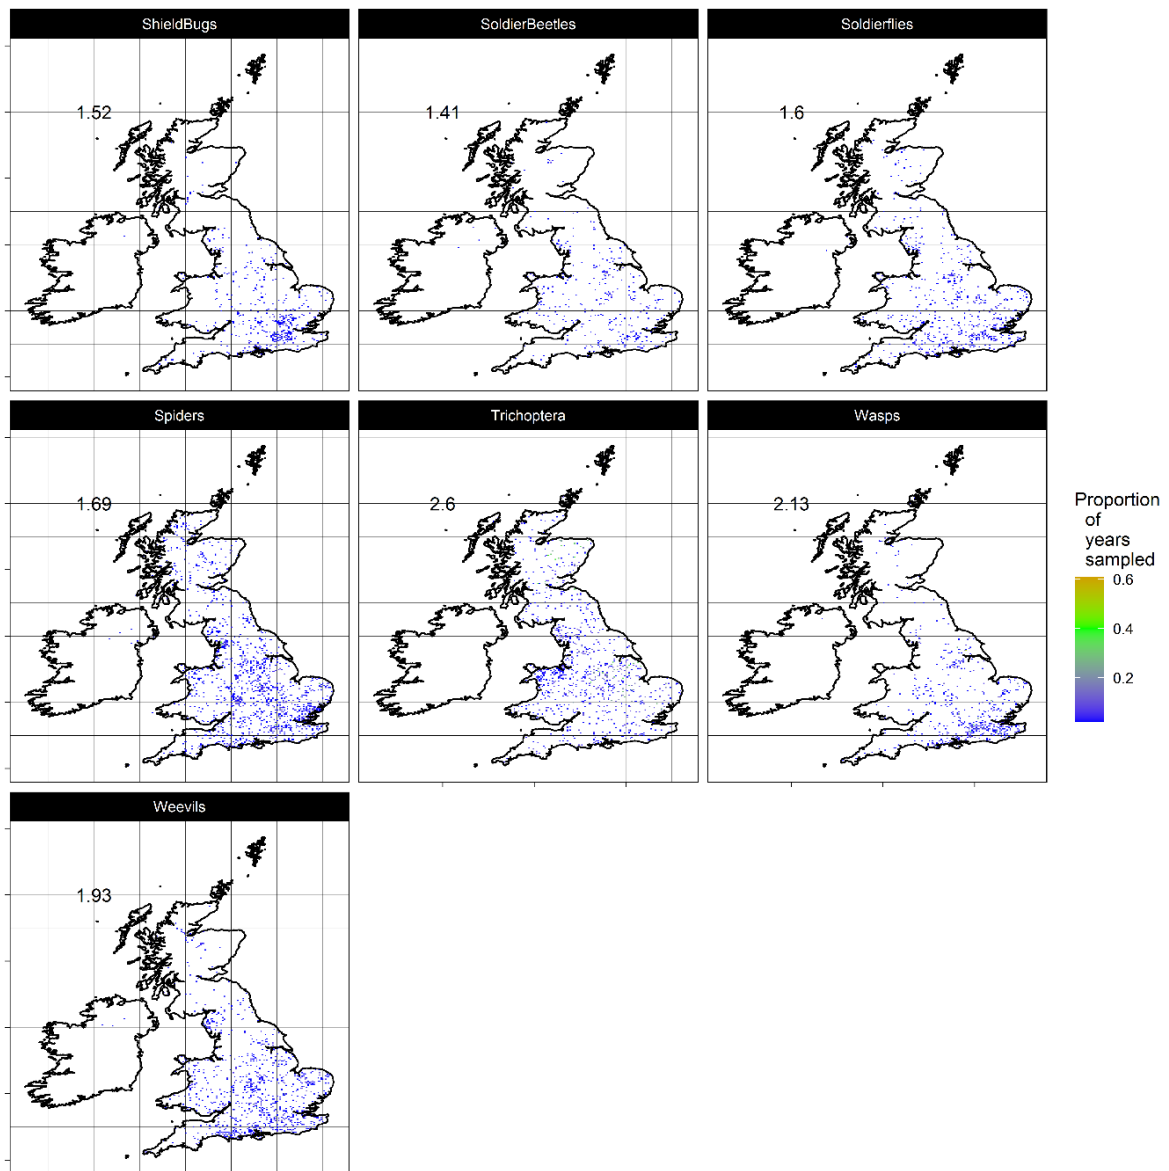 ShieldBugs
SoldierBeetles
Soldierflies
1.52
1.41
1.6
Spiders
Trichoptera
Wasps
1.69
2.6
2.13
Proportion
of
years
sampled
0.6
0.4
0.2
Weevils
1.93